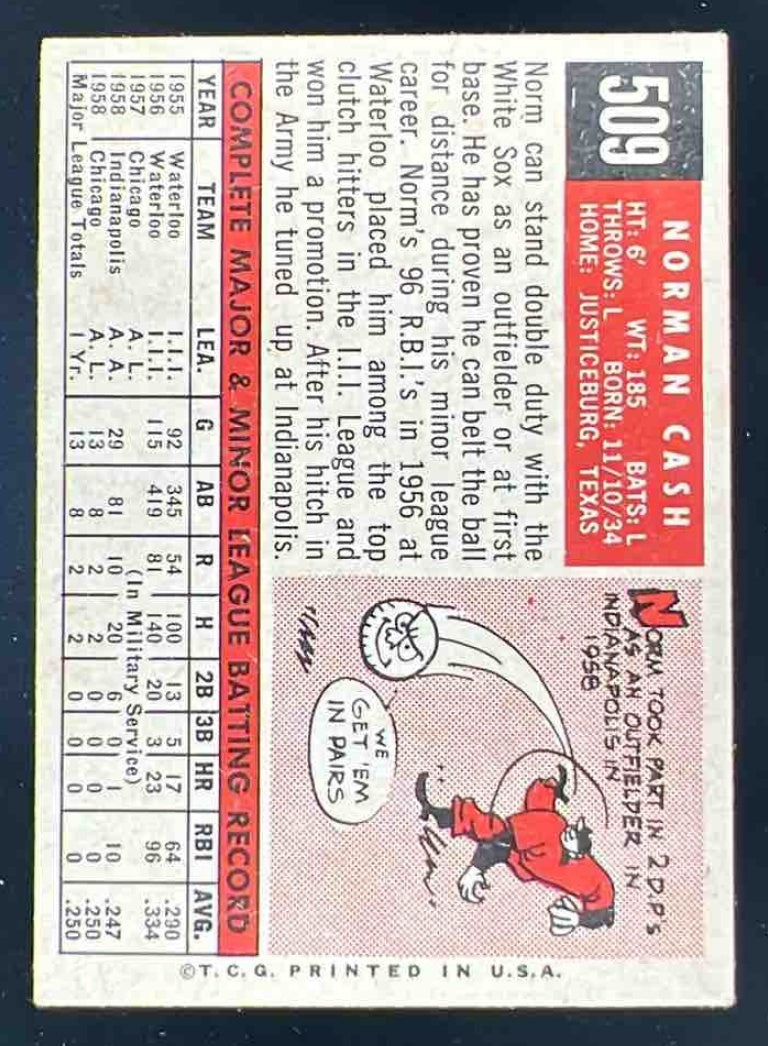 509
NORMAN CASH
HT: 6' WT: 185 BATS: L
THROWS: L BORN: 11/10/34
HOME: JUSTICEBURG, TEXAS
Norm can stand double duty with the
White Sox as an outfielder or at first
base. He has proven he can belt the ball
for distance during his minor league
career. Norm's 96 R.B.I.'s in 1956 at
Waterloo placed him among the top
clutch hitters in the I.I.I. League and
won him a promotion. After his hitch in
the Army he tuned up at Indianapolis.
NORM TOOK PART IN 2 D.P's
AS AN OUTFIELDER IN
INDIANAPOLIS IN
1958
WE
GET 'EM
IN PAIRS
COMPLETE MAJOR & MINOR LEAGUE BATTING RECORD
YEAR TEAM LEA. G AB R H 2B 3B HR RBI AVG.
1955 Waterloo I.I.I. 92 345 54 100 13 5 17 64 .290
1956 Waterloo I.I.I. 115 419 81 140 20 3 23 96 .334
1957 Chicago A. L. (In Military Service)
1958 Indianapolis A. A. 29 81 10 20 6 0 1 10 .247
1958 Chicago A. L. 13 8 2 2 0 0 0 0 .250
Major League Totals 1 Yr. 13 8 2 2 0 0 0 0 .250
©T. C. G. PRINTED IN U.S.A.